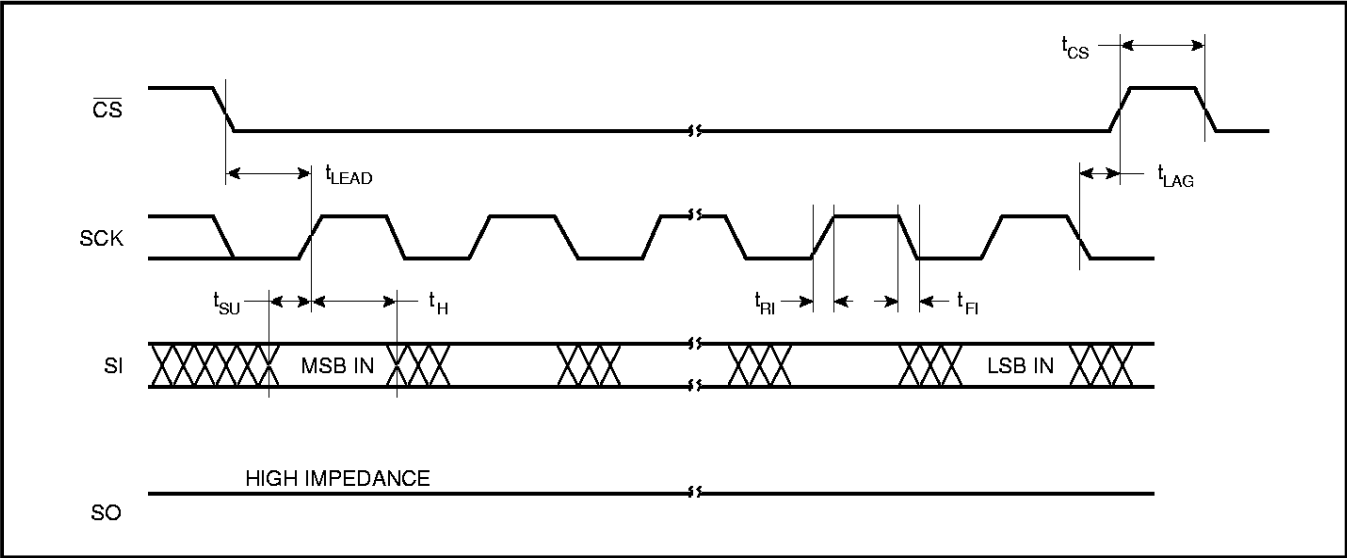 tCS
CS
tLEAD
tLAG
SCK
tSU
tH
tRI
tFI
SI
MSB IN
LSB IN
HIGH IMPEDANCE
SO